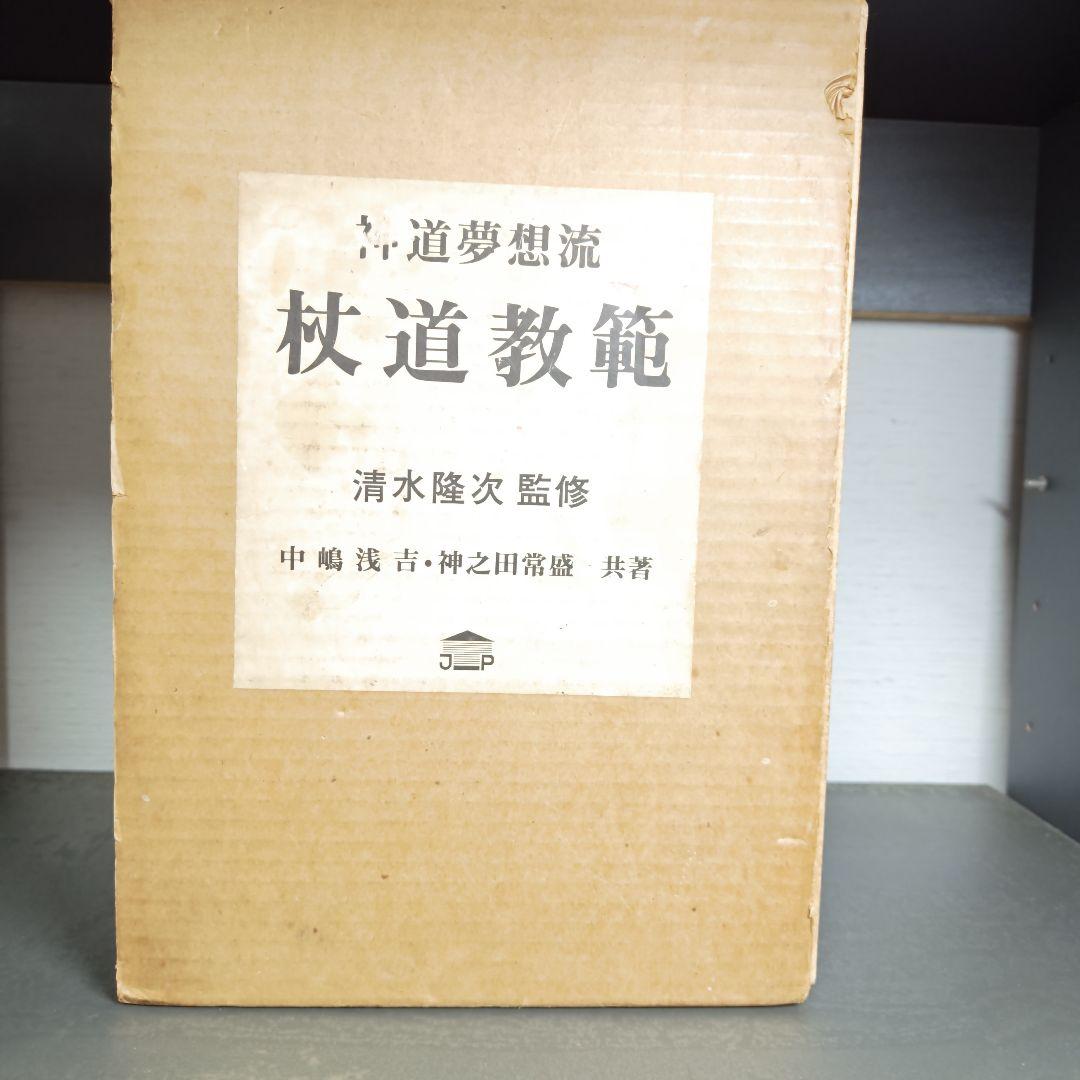 神道夢想流
杖道教範
清水隆次 監修
中嶋浅吉・神之田常盛 共著
JP